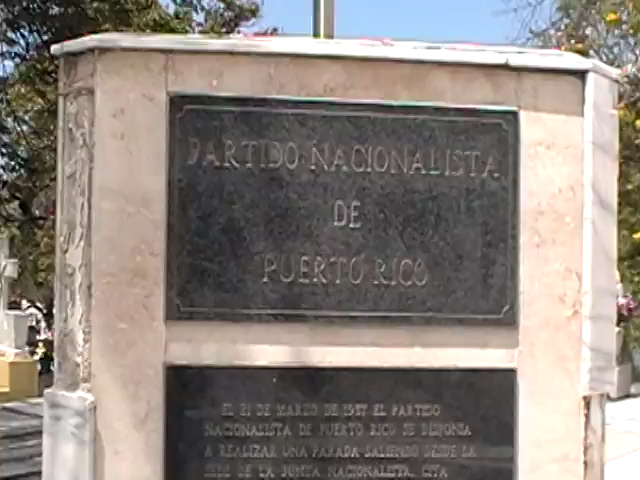 PARTIDO NACIONALISTA
DE
PUERTO RICO
EL 21 DE MARZO DE 1937 EL PARTIDO
NACIONALISTA DE PUERTO RICO SE DISPONIA
A REALIZAR UNA PARADA SALIENDO DESDE LA
SEDE DE LA JUNTA NACIONALISTA, CITA